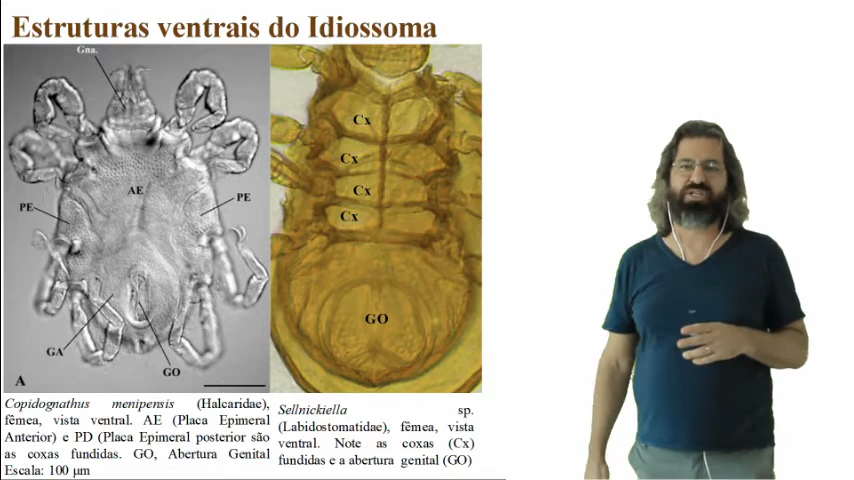 Estruturas ventrais do Idiossoma
Gna.
AE
PE
PE
GA
GO
A
Cx
Cx
Cx
Cx
GO
Copidognathus menipensis (Halcaridae),
fêmea, vista ventral. AE (Placa Epimeral
Anterior) e PD (Placa Epimeral posterior são
as coxas fundidas. GO, Abertura Genital
Escala: 100 μm
Sellnickiella sp.
(Labidostomatidae), fêmea, vista
ventral. Note as coxas (Cx)
fundidas e a abertura genital (GO)